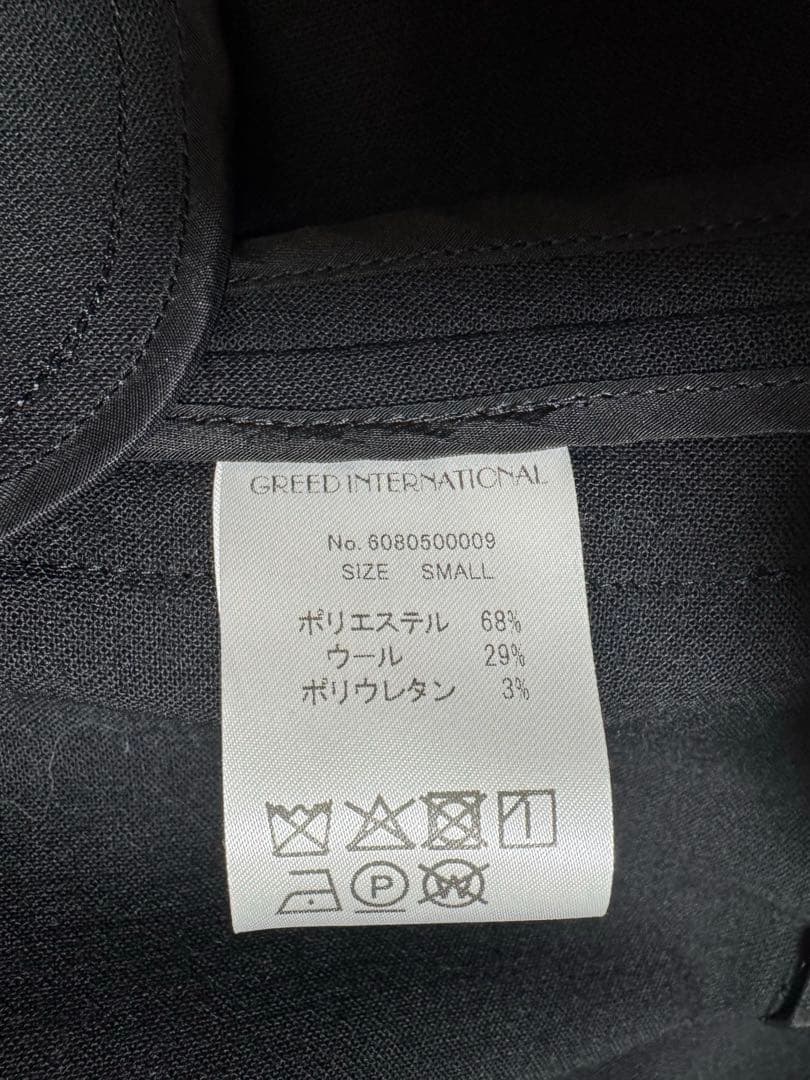 GREED INTERNATIONAL
No. 6080500009
SIZE SMALL
ポリエステル 68%
ウール 29%
ポリウレタン 3%
P
W